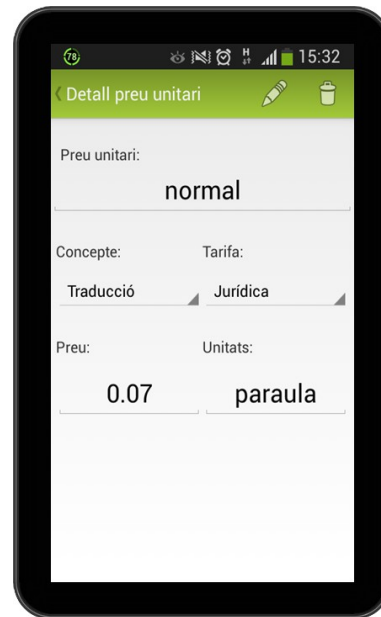 78 H 15:32
Detall preu unitari
Preu unitari:
normal
Concepte: Tarifa:
Traducció Jurídica
Preu: Unitats:
0.07 paraula